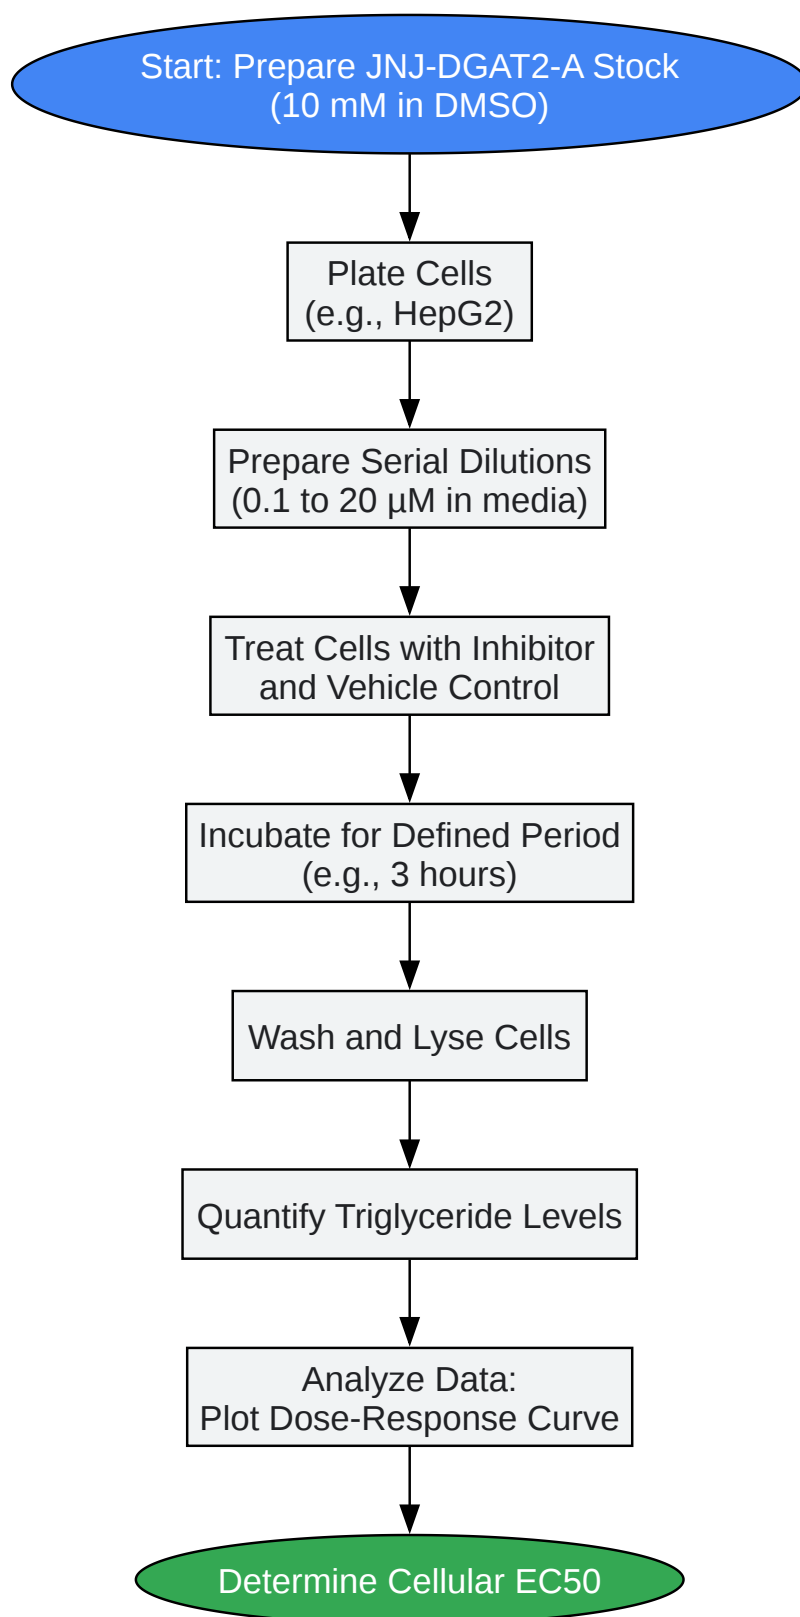 Start: Prepare JNJ-DGAT2-A Stock
(10 mM in DMSO)
Plate Cells
(e.g., HepG2)
Prepare Serial Dilutions
(0.1 to 20 µM in media)
Treat Cells with Inhibitor
and Vehicle Control
Incubate for Defined Period
(e.g., 3 hours)
Wash and Lyse Cells
Quantify Triglyceride Levels
Analyze Data:
Plot Dose-Response Curve
Determine Cellular EC50